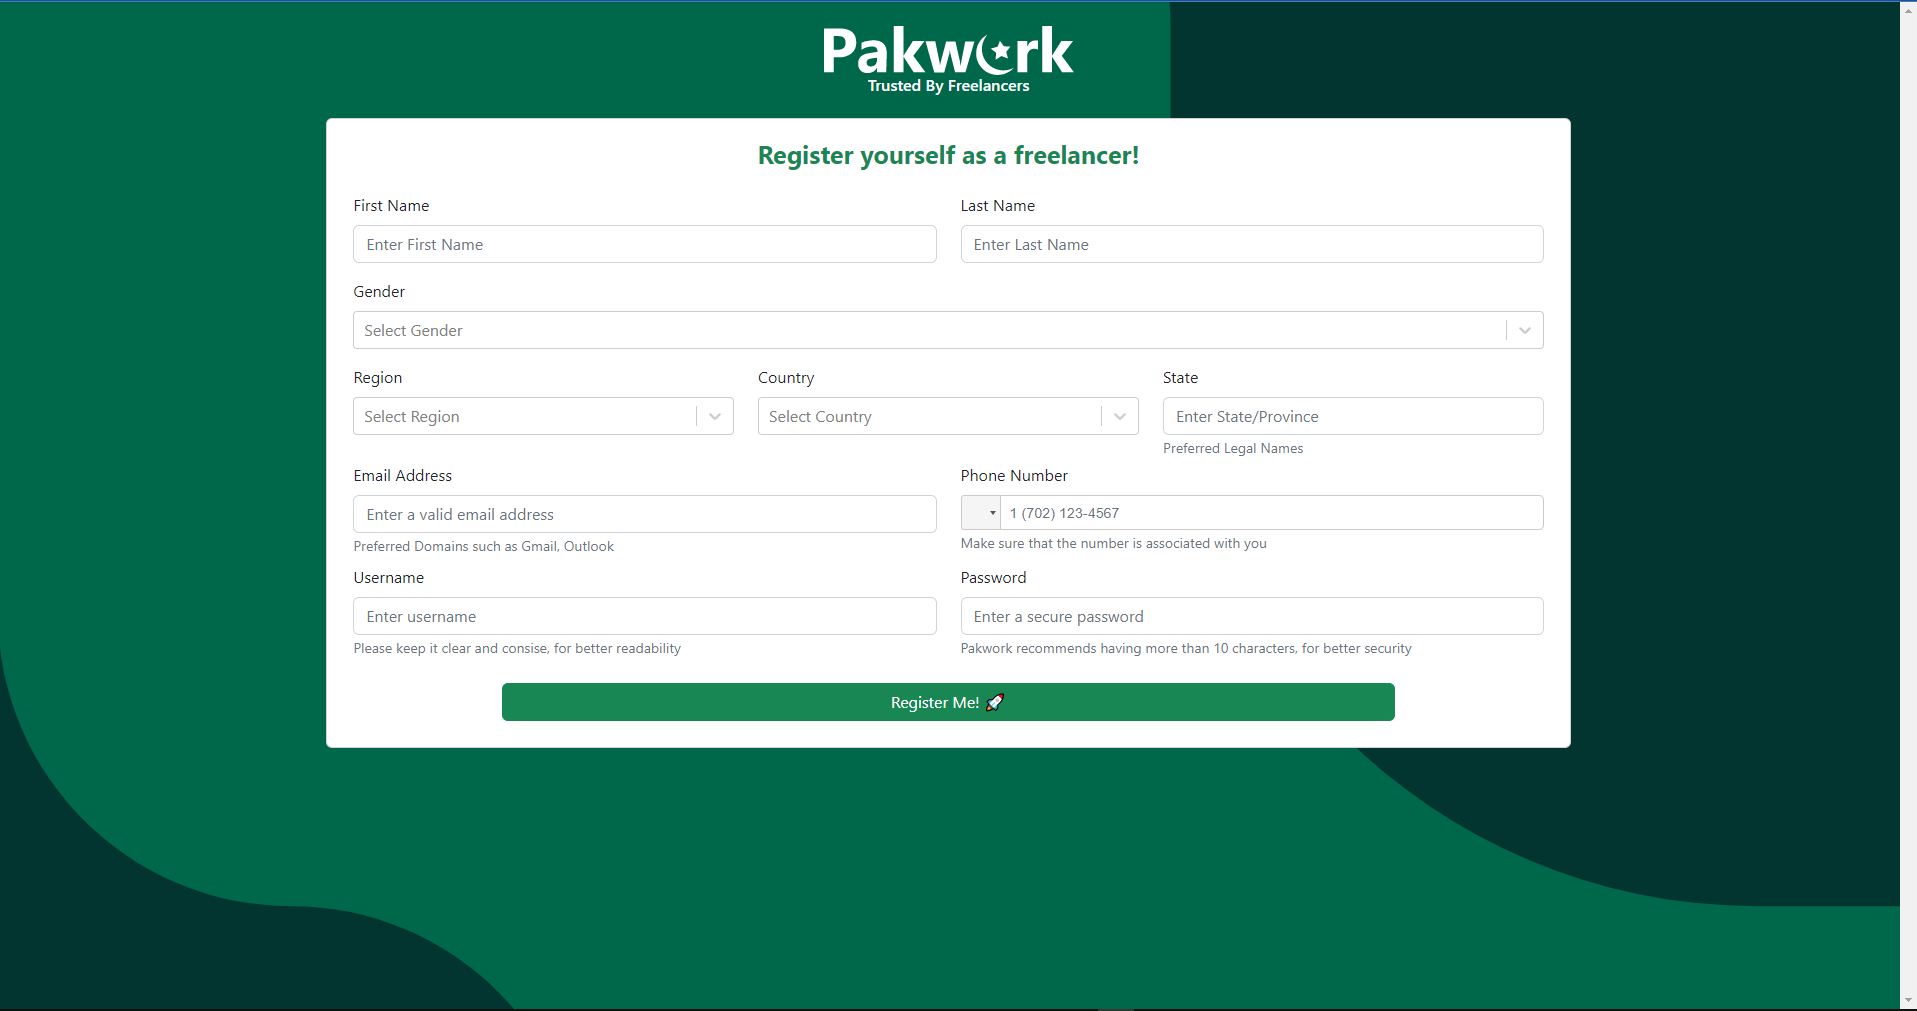 Pakwork
Trusted By Freelancers
Register yourself as a freelancer!
First Name
Last Name
Enter First Name
Enter Last Name
Gender
Select Gender
Region
Country
State
Select Region
Select Country
Enter State/Province
Preferred Legal Names
Email Address
Phone Number
Enter a valid email address
1 (702) 123-4567
Preferred Domains such as Gmail, Outlook
Make sure that the number is associated with you
Username
Password
Enter username
Enter a secure password
Please keep it clear and consise, for better readability
Pakwork recommends having more than 10 characters, for better security
Register Me! 🚀